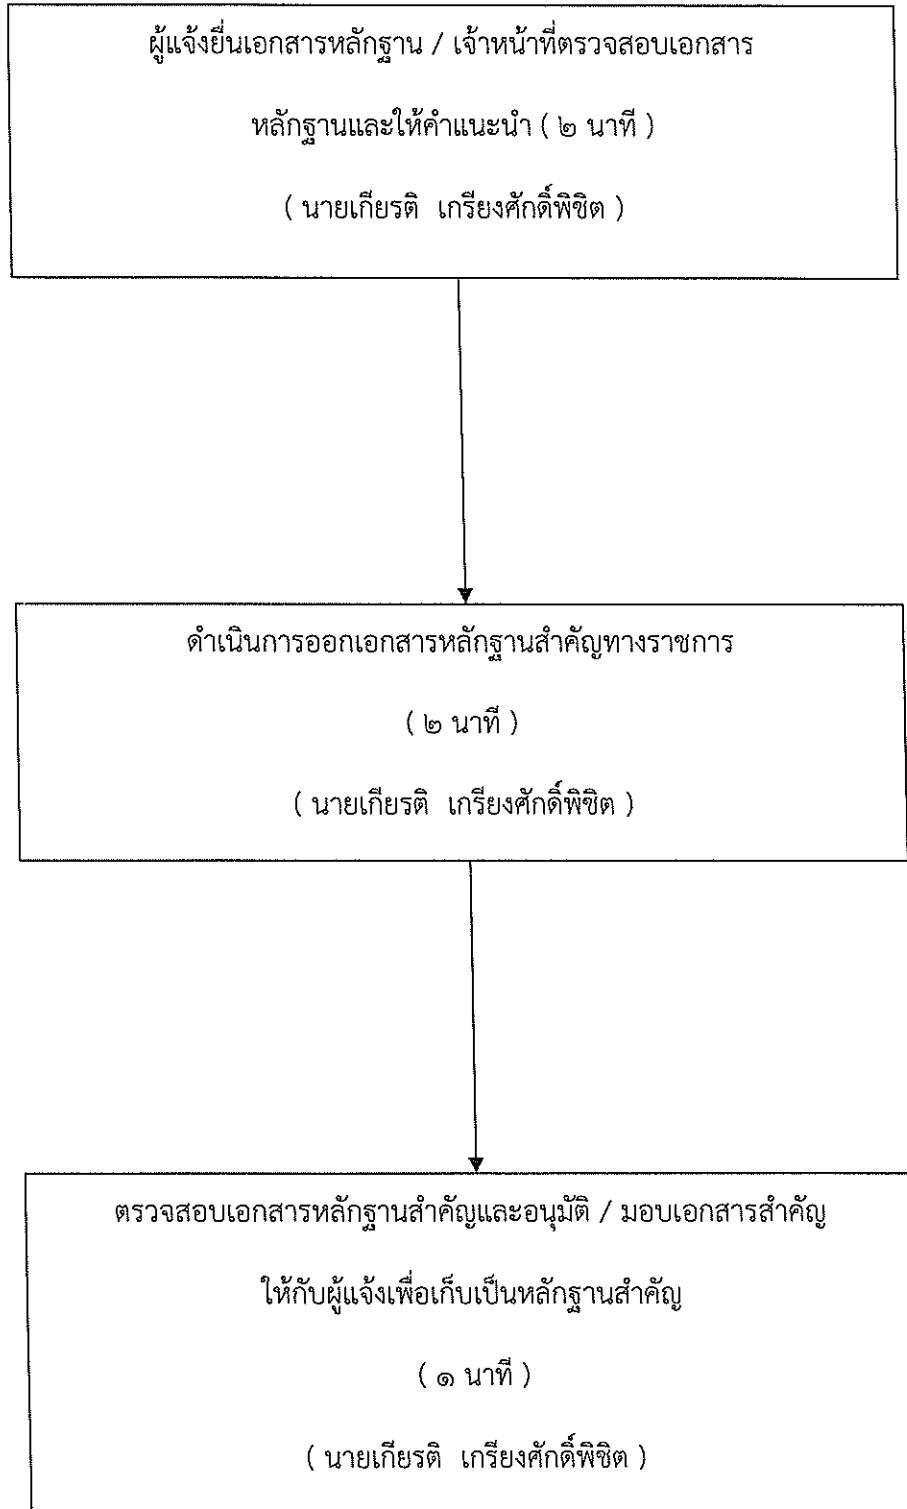 ผู้แจ้งยื่นเอกสารหลักฐาน / เจ้าหน้าที่ตรวจสอบเอกสาร
หลักฐานและให้คำแนะนำ ( ๒ นาที )
( นายเกียรติ เกรียงศักดิ์พิชิต )
ดำเนินการออกเอกสารหลักฐานสำคัญทางราชการ
( ๒ นาที )
( นายเกียรติ เกรียงศักดิ์พิชิต )
ตรวจสอบเอกสารหลักฐานสำคัญและอนุมัติ / มอบเอกสารสำคัญ
ให้กับผู้แจ้งเพื่อเก็บเป็นหลักฐานสำคัญ
( ๑ นาที )
( นายเกียรติ เกรียงศักดิ์พิชิต )